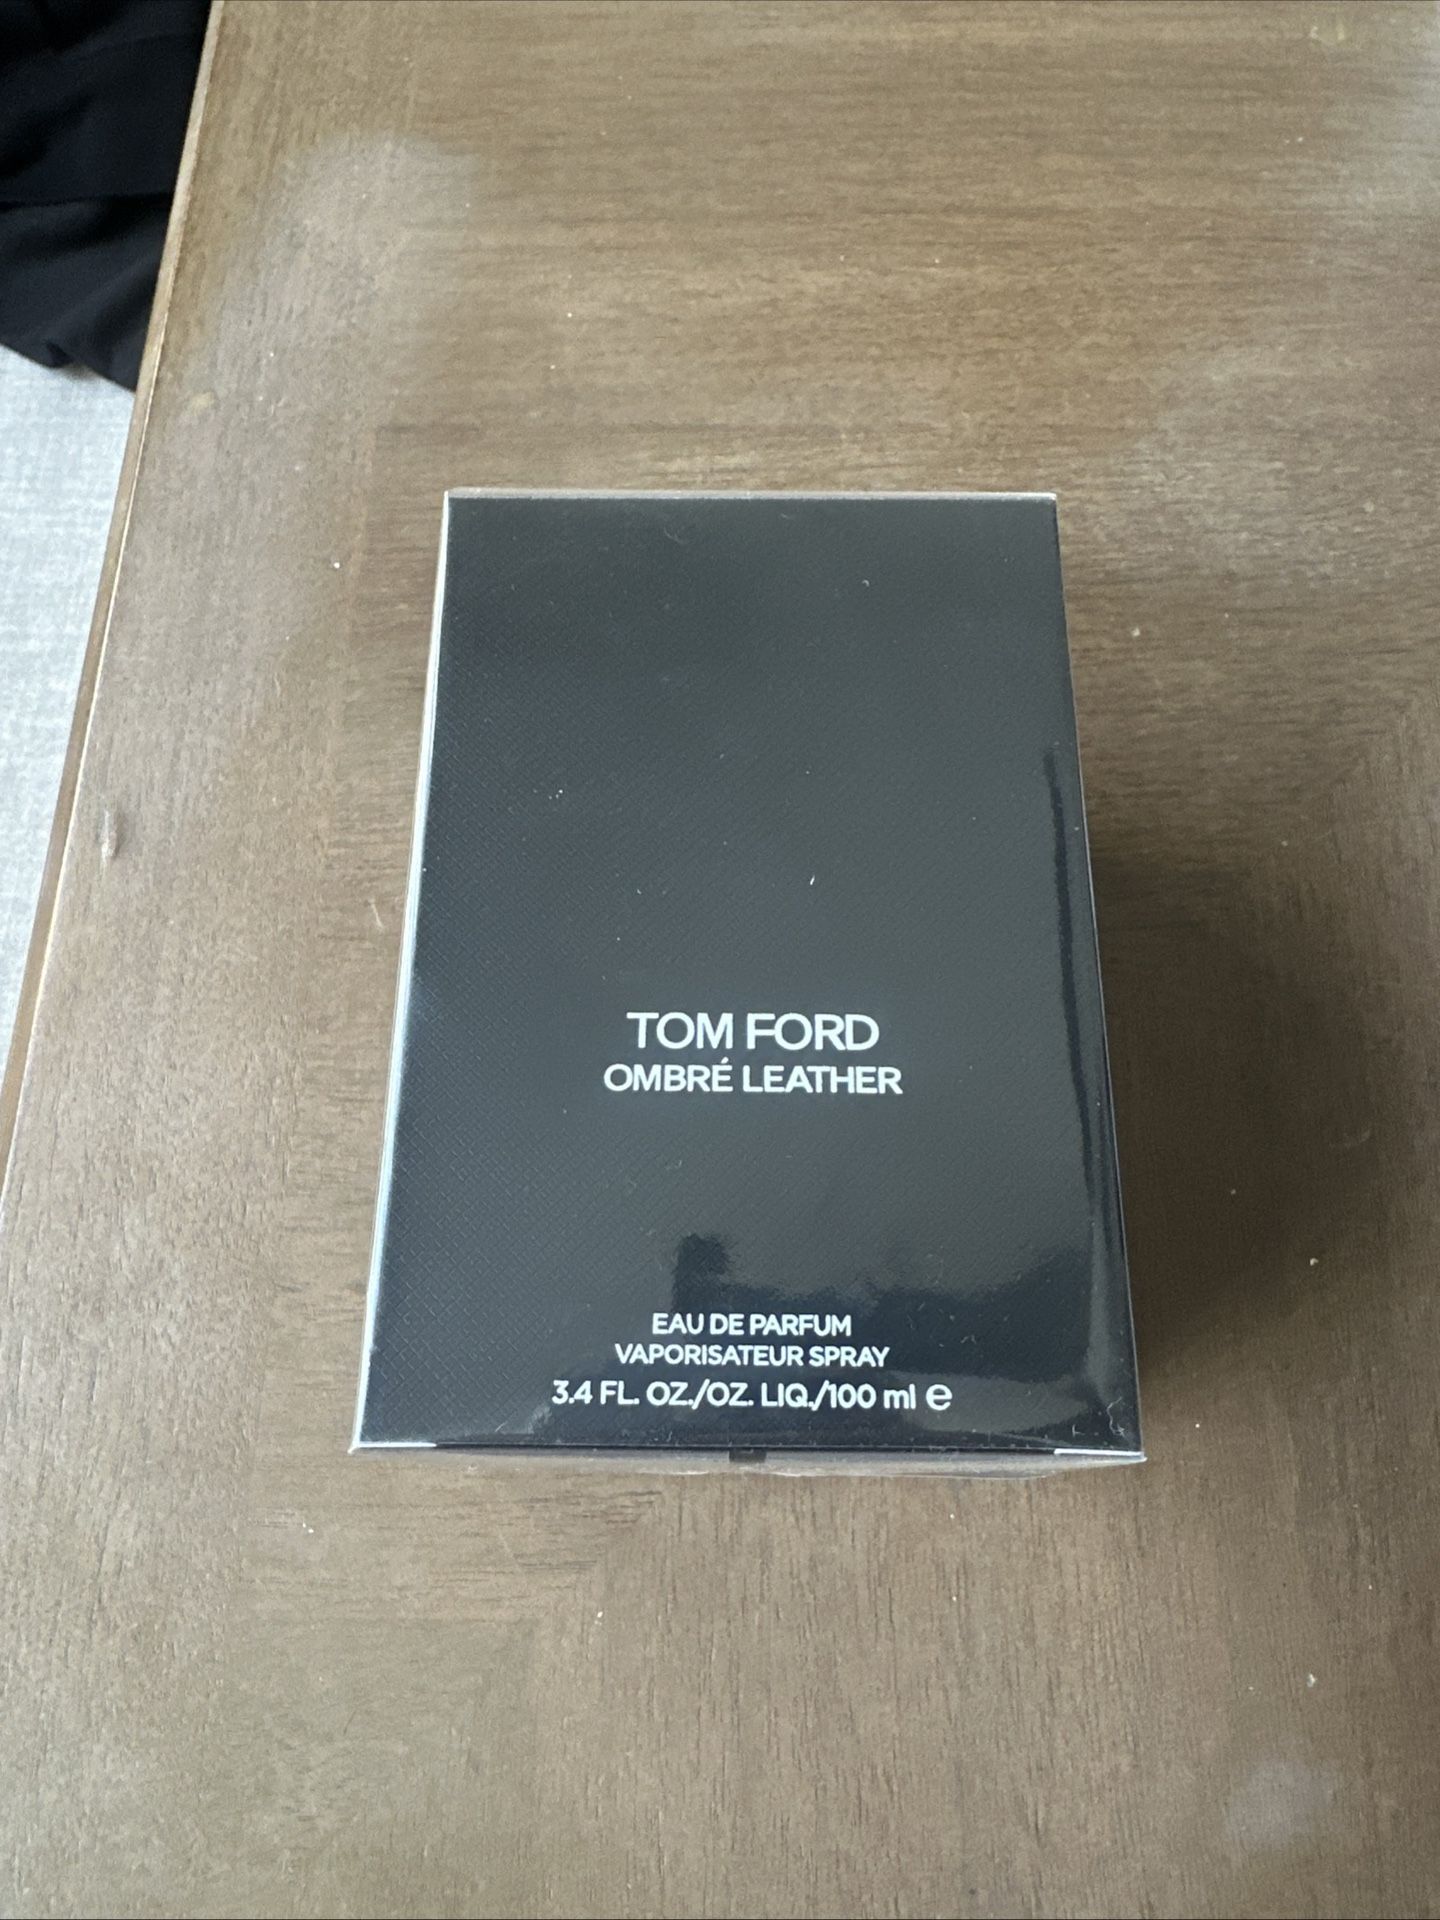 TOM FORD
OMBRÉ LEATHER
EAU DE PARFUM
VAPORISATEUR SPRAY
3.4 FL. OZ./OZ. LIQ./100 ml ℮